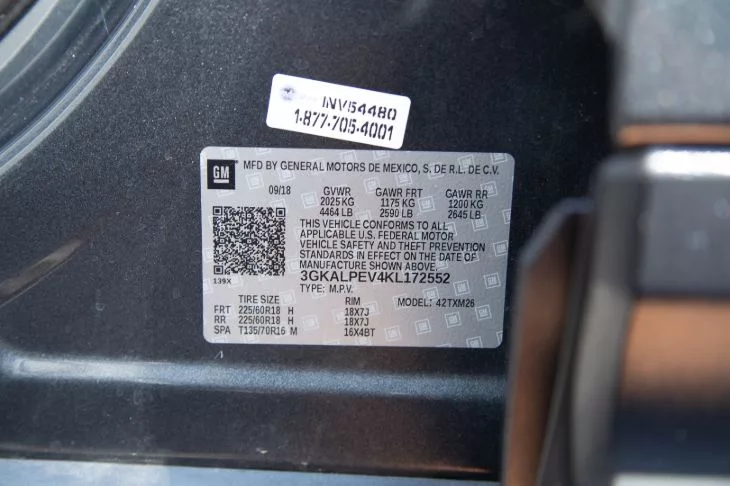 INV54480
1-877-705-4001
GM
MFD BY GENERAL MOTORS DE MEXICO, S. DE R.L. DE C.V.
09/18 GVWR GAWR FRT GAWR RR
2025 KG 1175 KG 1200 KG
4464 LB 2590 LB 2645 LB
THIS VEHICLE CONFORMS TO ALL
APPLICABLE U.S. FEDERAL MOTOR
VEHICLE SAFETY AND THEFT PREVENTION
STANDARDS IN EFFECT ON THE DATE OF
MANUFACTURE SHOWN ABOVE.
139X
3GKALPEV4KL172552
TYPE: M.P.V.
TIRE SIZE RIM MODEL: 42TXM26
FRT 225/60R18 H 18X7J
RR 225/60R18 H 18X7J
SPA T135/70R16 M 16X4BT